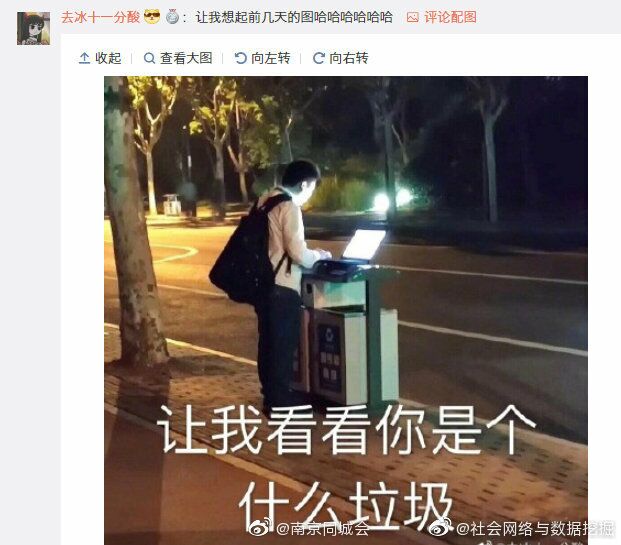 去冰十一分酸：让我想起前几天的图哈哈哈哈哈哈 评论配图
收起 查看大图 向左转 向右转
让我看看你是个
什么垃圾
@南京同城会 @社会网络与数据挖掘